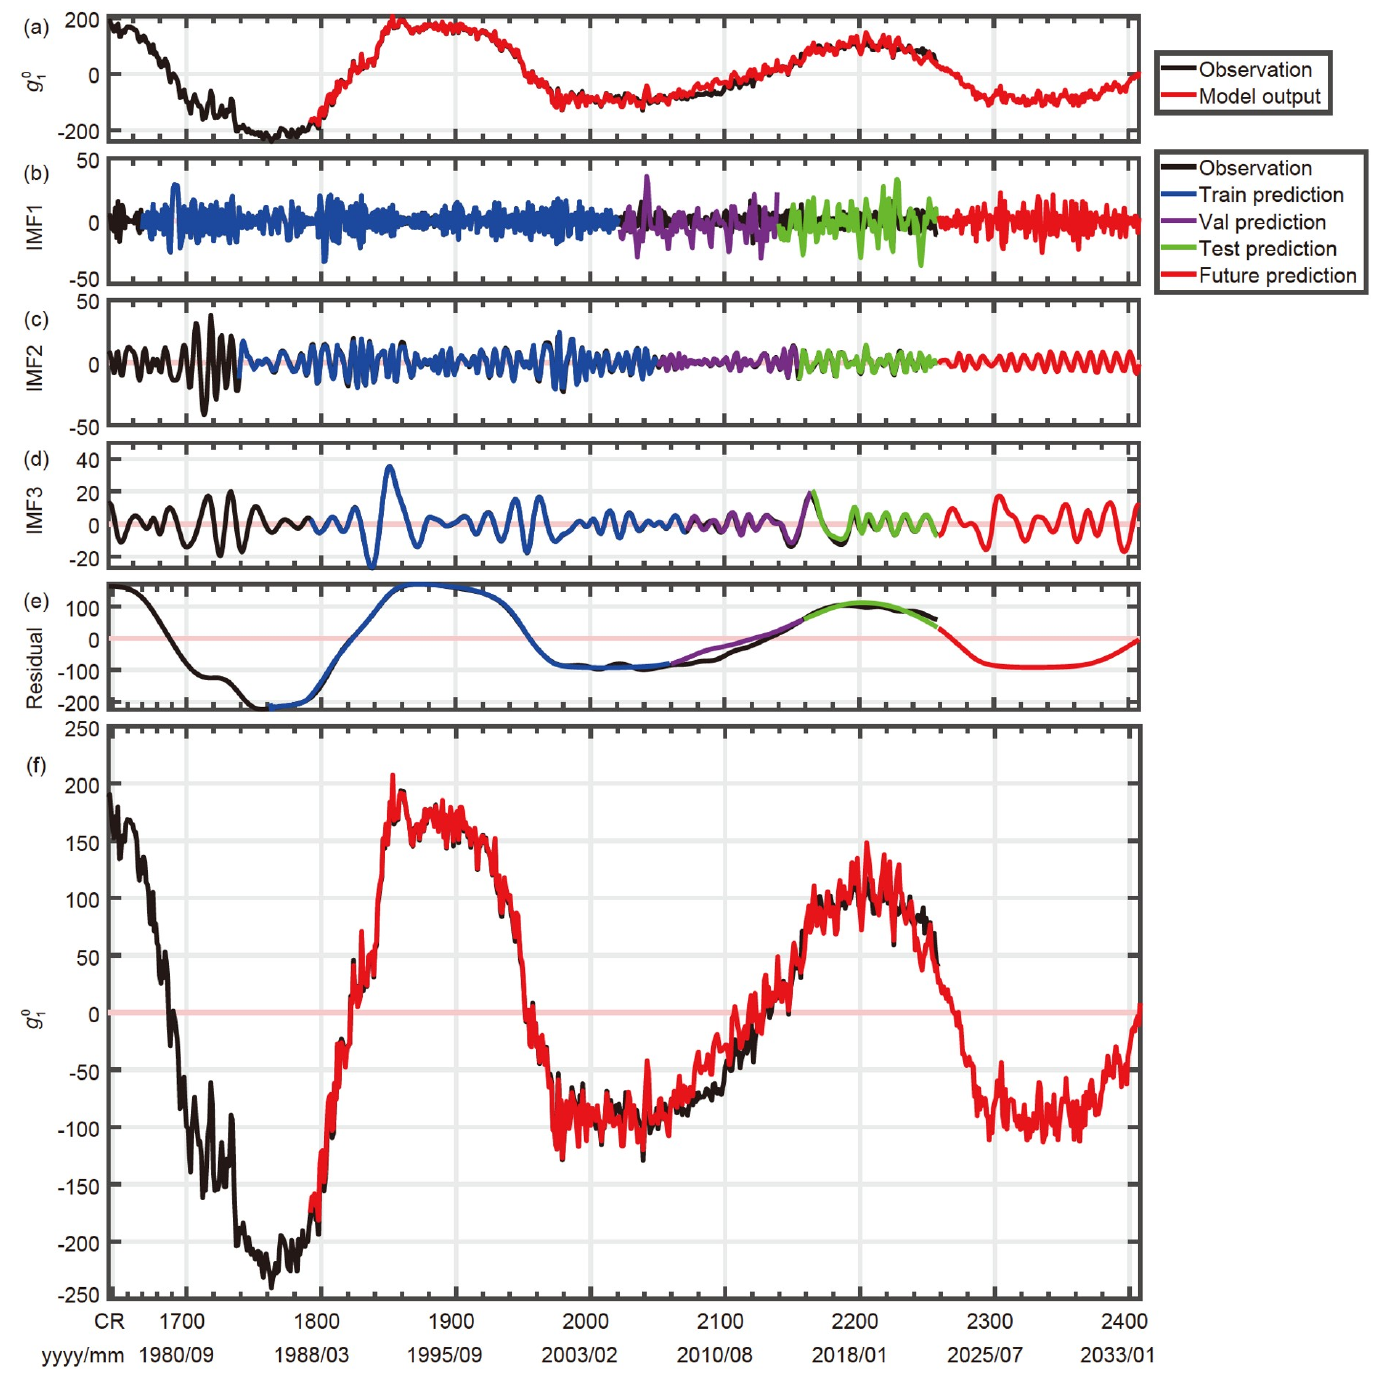 (a)
200
0
-200
g₁⁰
Observation
Model output
(b)
50
0
-50
IMF1
Observation
Train prediction
Val prediction
Test prediction
Future prediction
(c)
50
0
-50
IMF2
(d)
40
20
0
-20
IMF3
(e)
100
0
-100
-200
Residual
(f)
250
200
150
100
50
0
-50
-100
-150
-200
-250
g₁⁰
CR 1700 1800 1900 2000 2100 2200 2300 2400
yyyy/mm 1980/09 1988/03 1995/09 2003/02 2010/08 2018/01 2025/07 2033/01